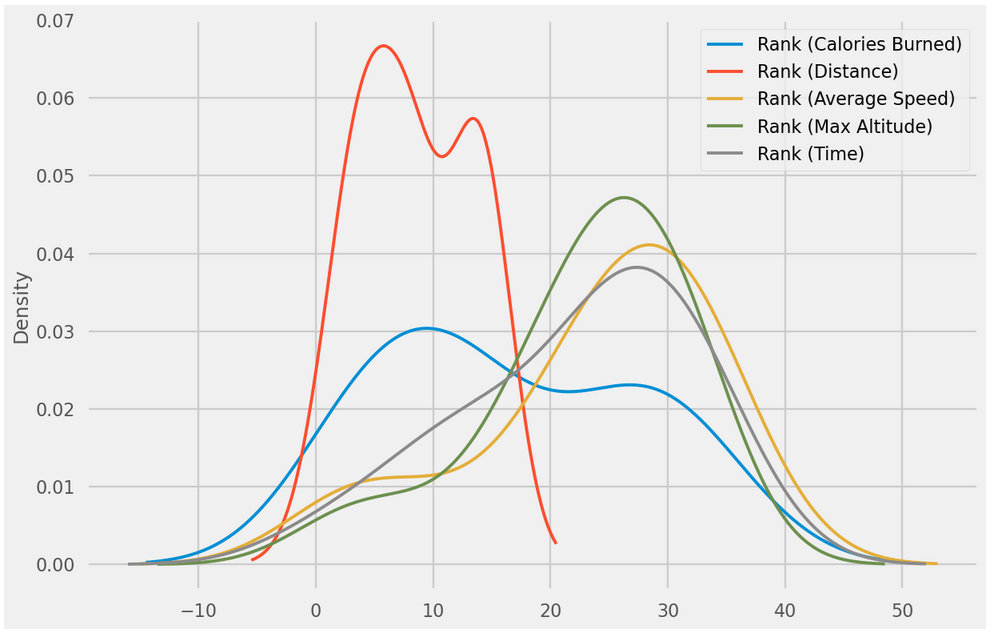 0.07
0.06
0.05
0.04
0.03
0.02
0.01
0.00
Density
−10 0 10 20 30 40 50
Rank (Calories Burned)
Rank (Distance)
Rank (Average Speed)
Rank (Max Altitude)
Rank (Time)